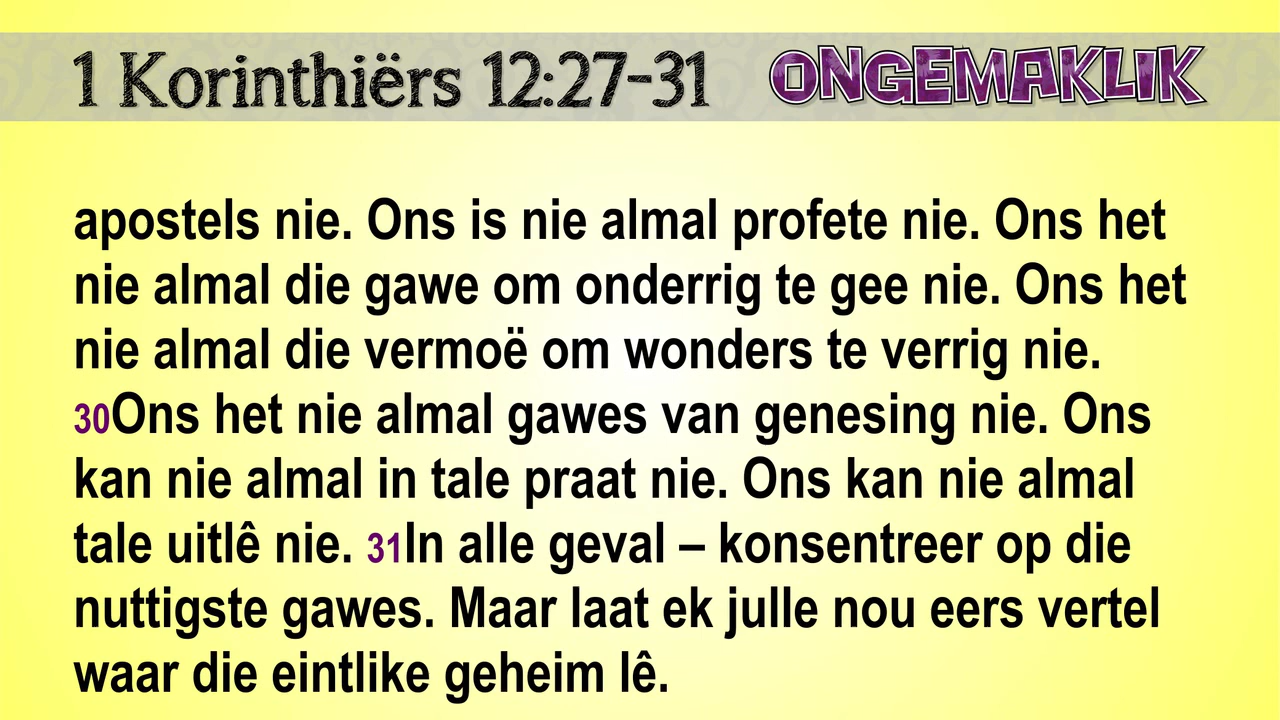 1 Korinthiërs 12:27-31 ONGEMAKLIK
apostels nie. Ons is nie almal profete nie. Ons het
nie almal die gawe om onderrig te gee nie. Ons het
nie almal die vermoë om wonders te verrig nie.
30Ons het nie almal gawes van genesing nie. Ons
kan nie almal in tale praat nie. Ons kan nie almal
tale uitlê nie. 31In alle geval – konsentreer op die
nuttigste gawes. Maar laat ek julle nou eers vertel
waar die eintlike geheim lê.